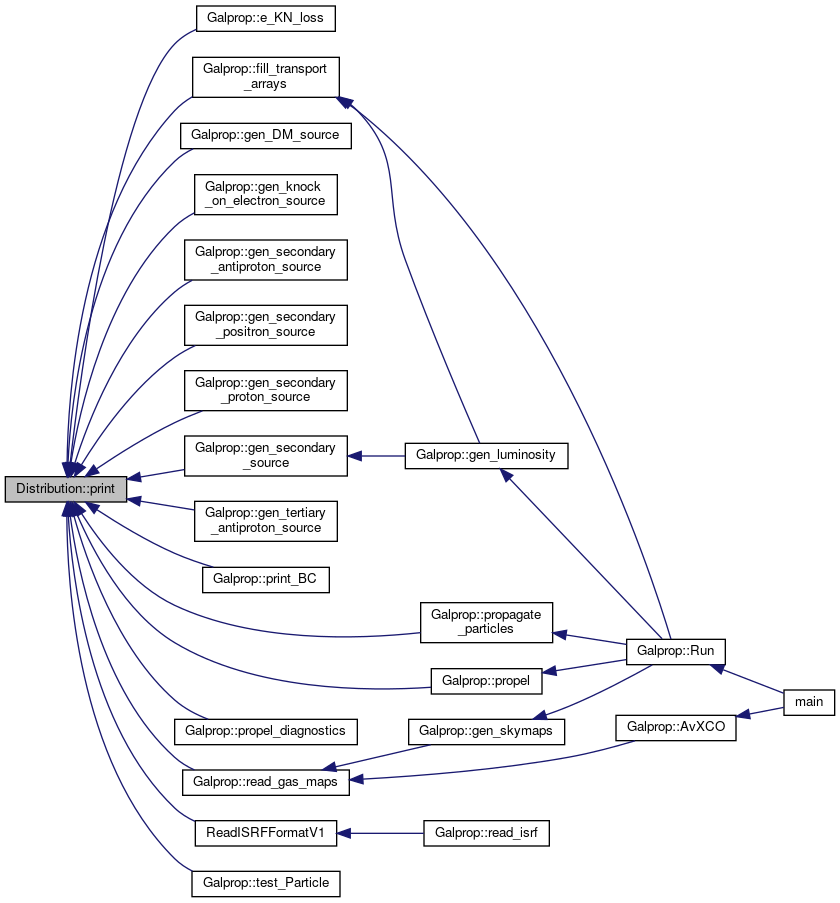 Galprop::e_KN_loss
Galprop::fill_transport
_arrays
Galprop::gen_DM_source
Galprop::gen_knock
_on_electron_source
Galprop::gen_secondary
_antiproton_source
Galprop::gen_secondary
_positron_source
Galprop::gen_secondary
_proton_source
Galprop::gen_secondary
_source
Galprop::gen_luminosity
Distribution::print
Galprop::gen_tertiary
_antiproton_source
Galprop::print_BC
Galprop::propagate
_particles
Galprop::Run
Galprop::propel
main
Galprop::propel_diagnostics
Galprop::gen_skymaps
Galprop::AvXCO
Galprop::read_gas_maps
ReadISRFFormatV1
Galprop::read_isrf
Galprop::test_Particle